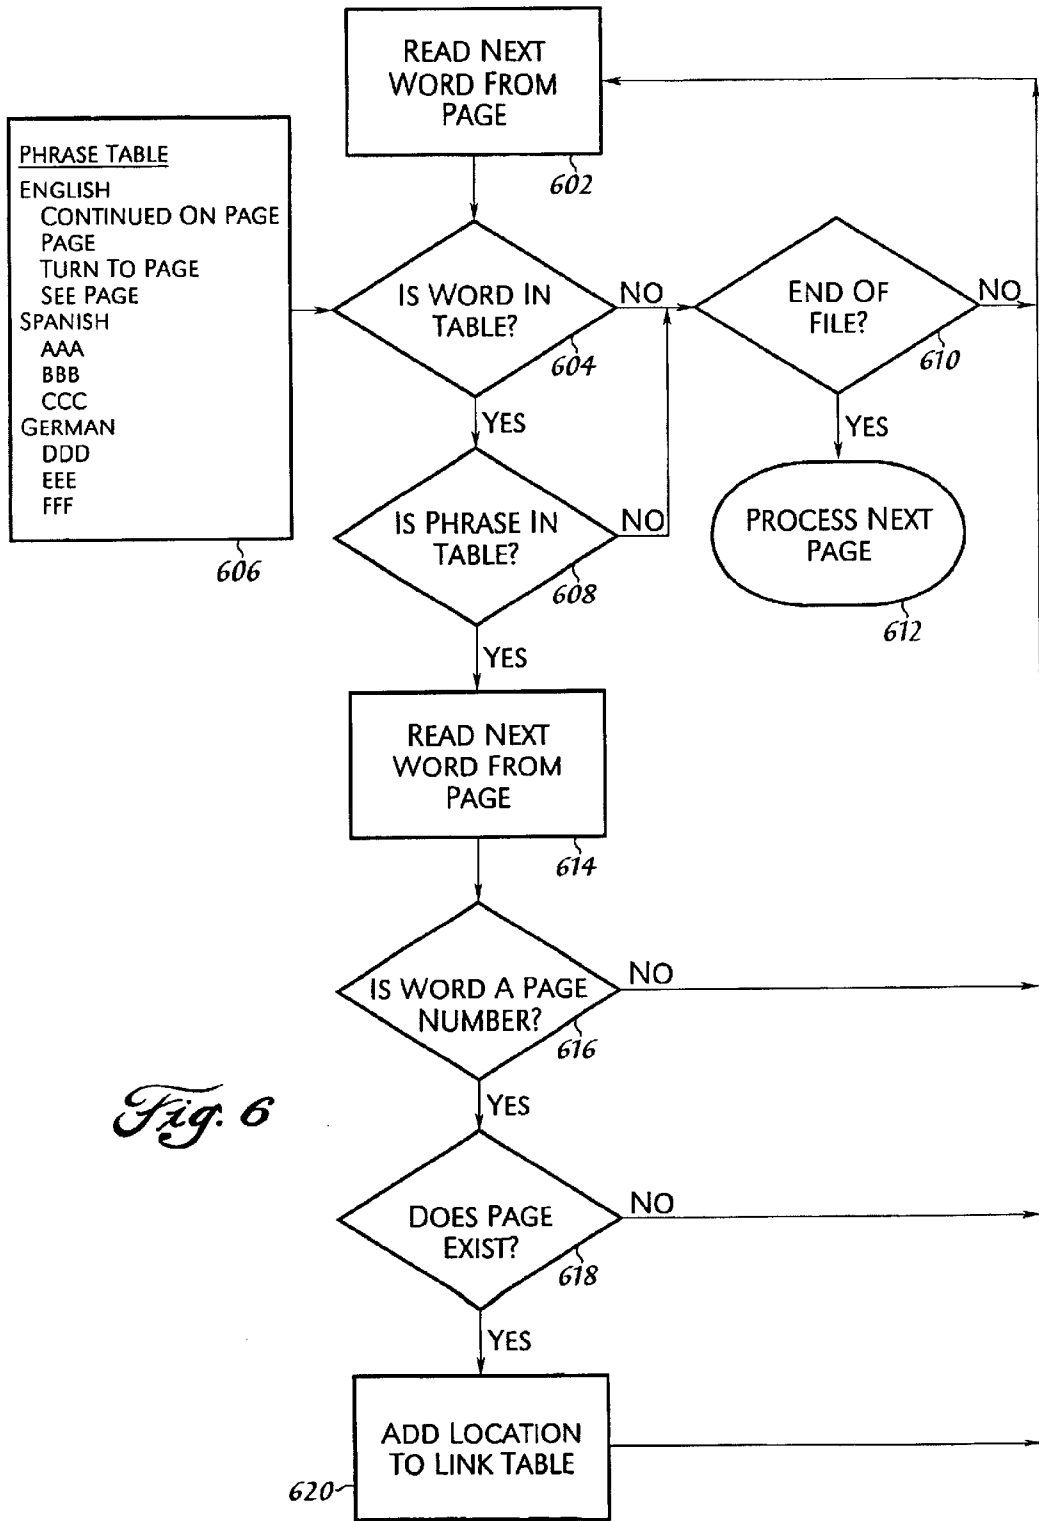 READ NEXT
WORD FROM
PAGE
602
PHRASE TABLE
ENGLISH
CONTINUED ON PAGE
PAGE
TURN TO PAGE
SEE PAGE
SPANISH
AAA
BBB
CCC
GERMAN
DDD
EEE
FFF
606
IS WORD IN
TABLE?
604
NO
YES
END OF
FILE?
610
NO
YES
IS PHRASE IN
TABLE?
608
NO
YES
PROCESS NEXT
PAGE
612
READ NEXT
WORD FROM
PAGE
614
IS WORD A PAGE
NUMBER?
616
NO
YES
Fig. 6
DOES PAGE
EXIST?
618
NO
YES
ADD LOCATION
TO LINK TABLE
620